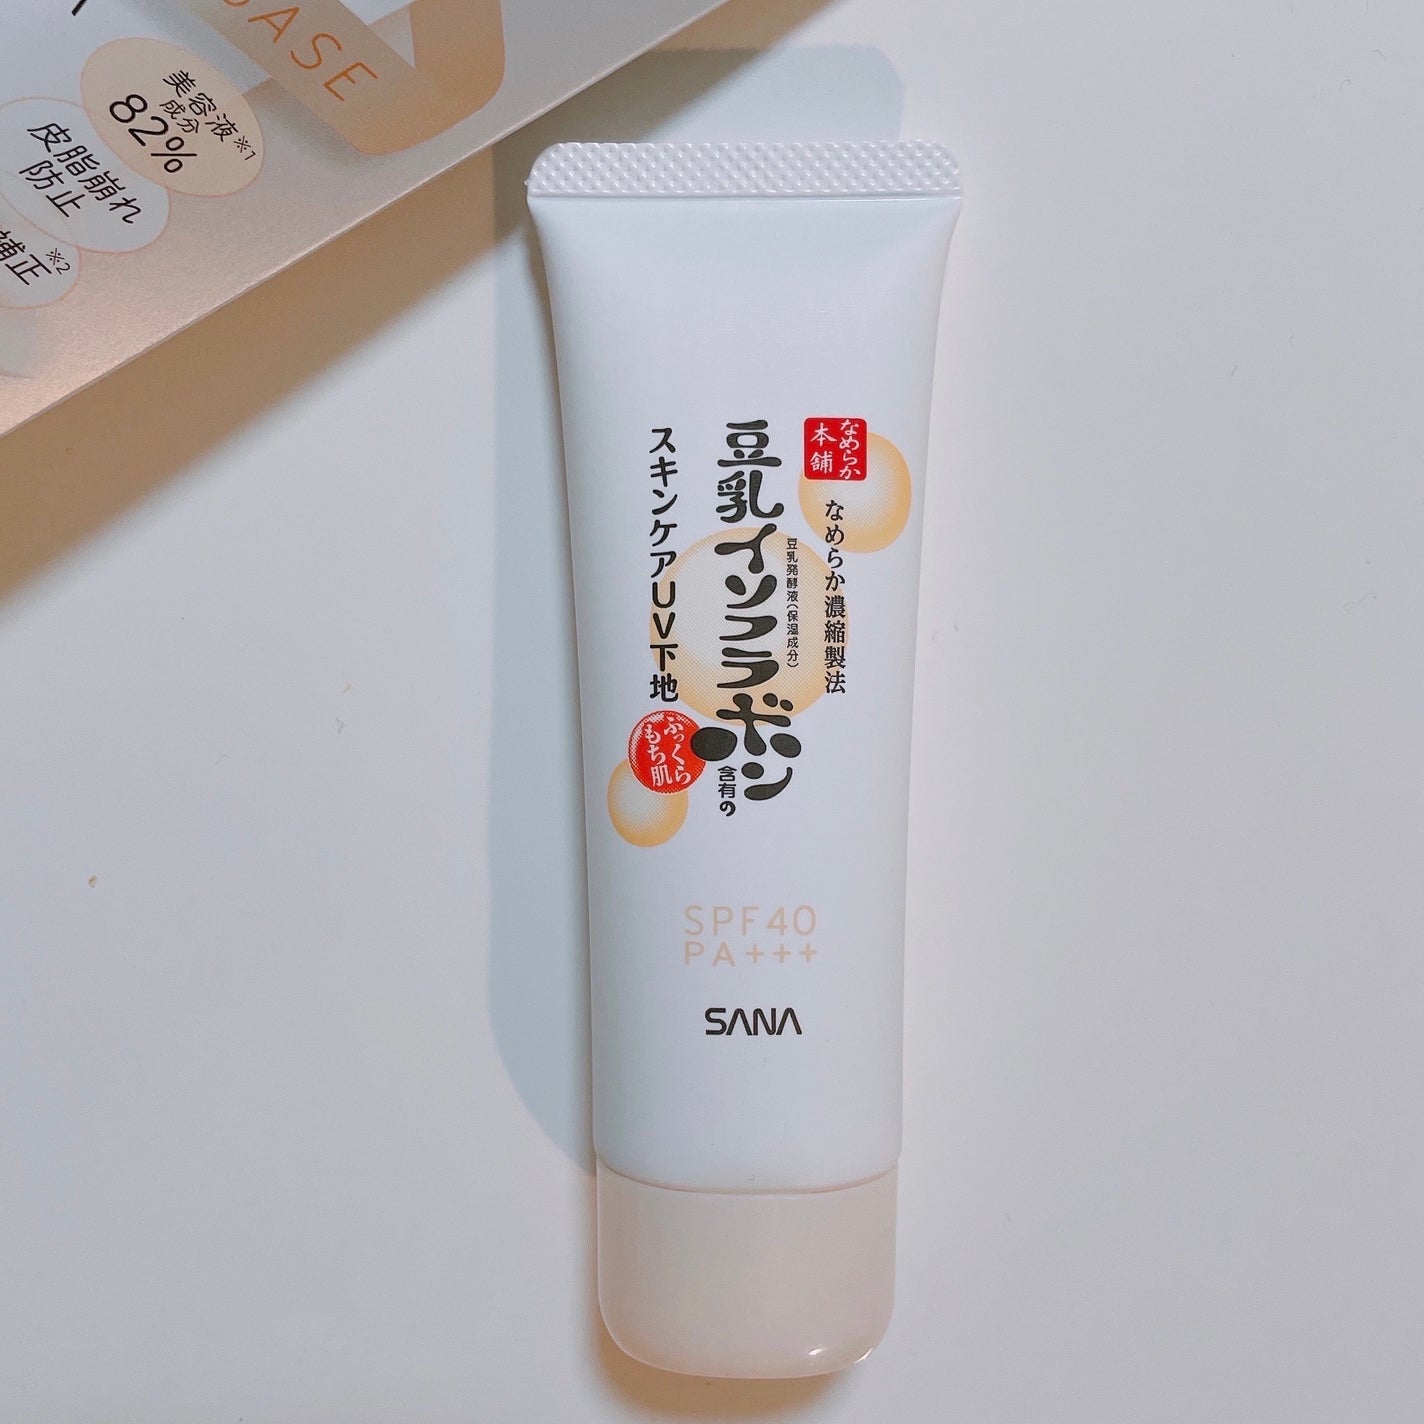 BASE
美容液
成分
82%
※1
皮脂崩れ
防止
補正
※2
なめらか
本舗
なめらか濃縮製法
豆乳発酵液(保湿成分)
豆乳イソフラボン
含有の
スキンケアUV下地
ふっくら
もち肌
SPF40
PA+++
SANA